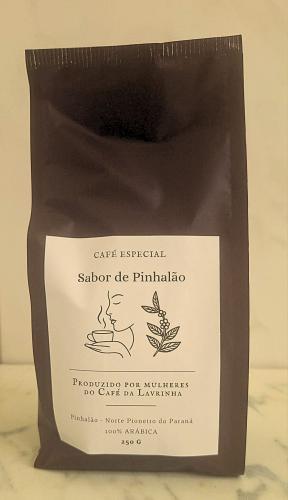 CAFÉ ESPECIAL
Sabor de Pinhalão
Produzido por mulheres
do Café da Lavrinha
Pinhalão - Norte Pioneiro do Paraná
100% ARÁBICA
250 G